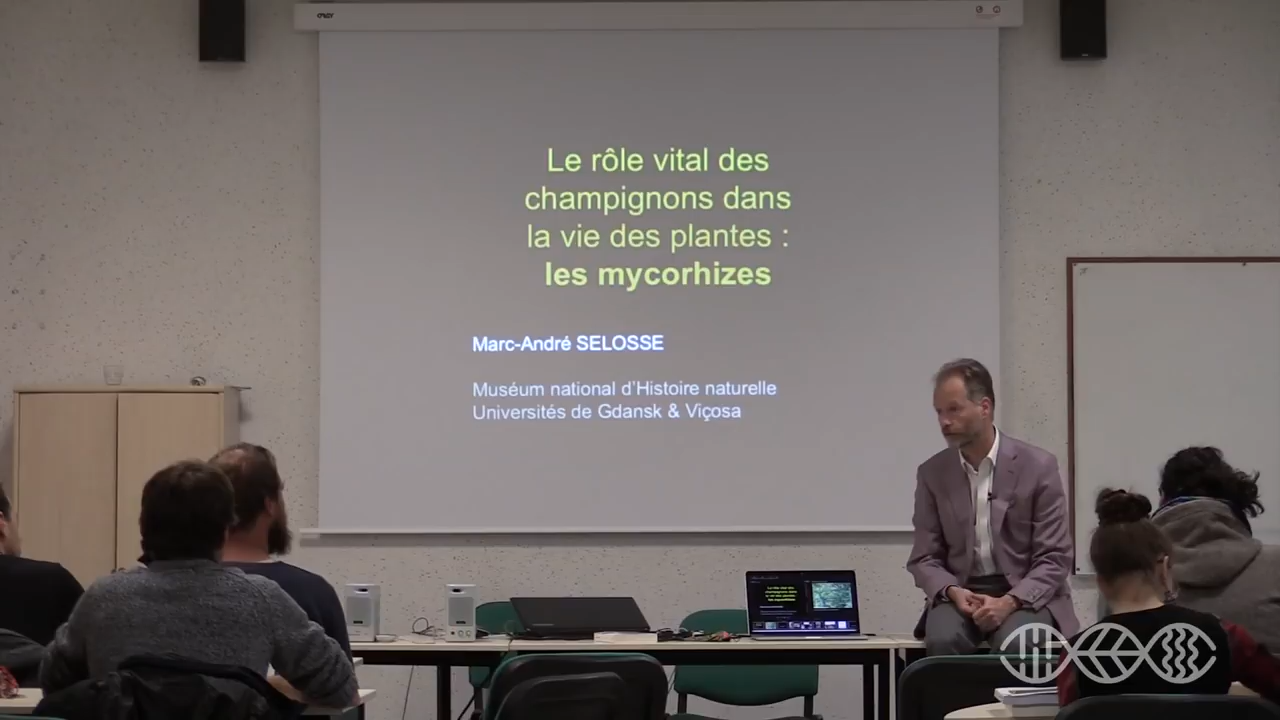 Le rôle vital des
champignons dans
la vie des plantes :
les mycorhizes
Marc-André SELOSSE
Muséum national d'Histoire naturelle
Universités de Gdansk & Viçosa